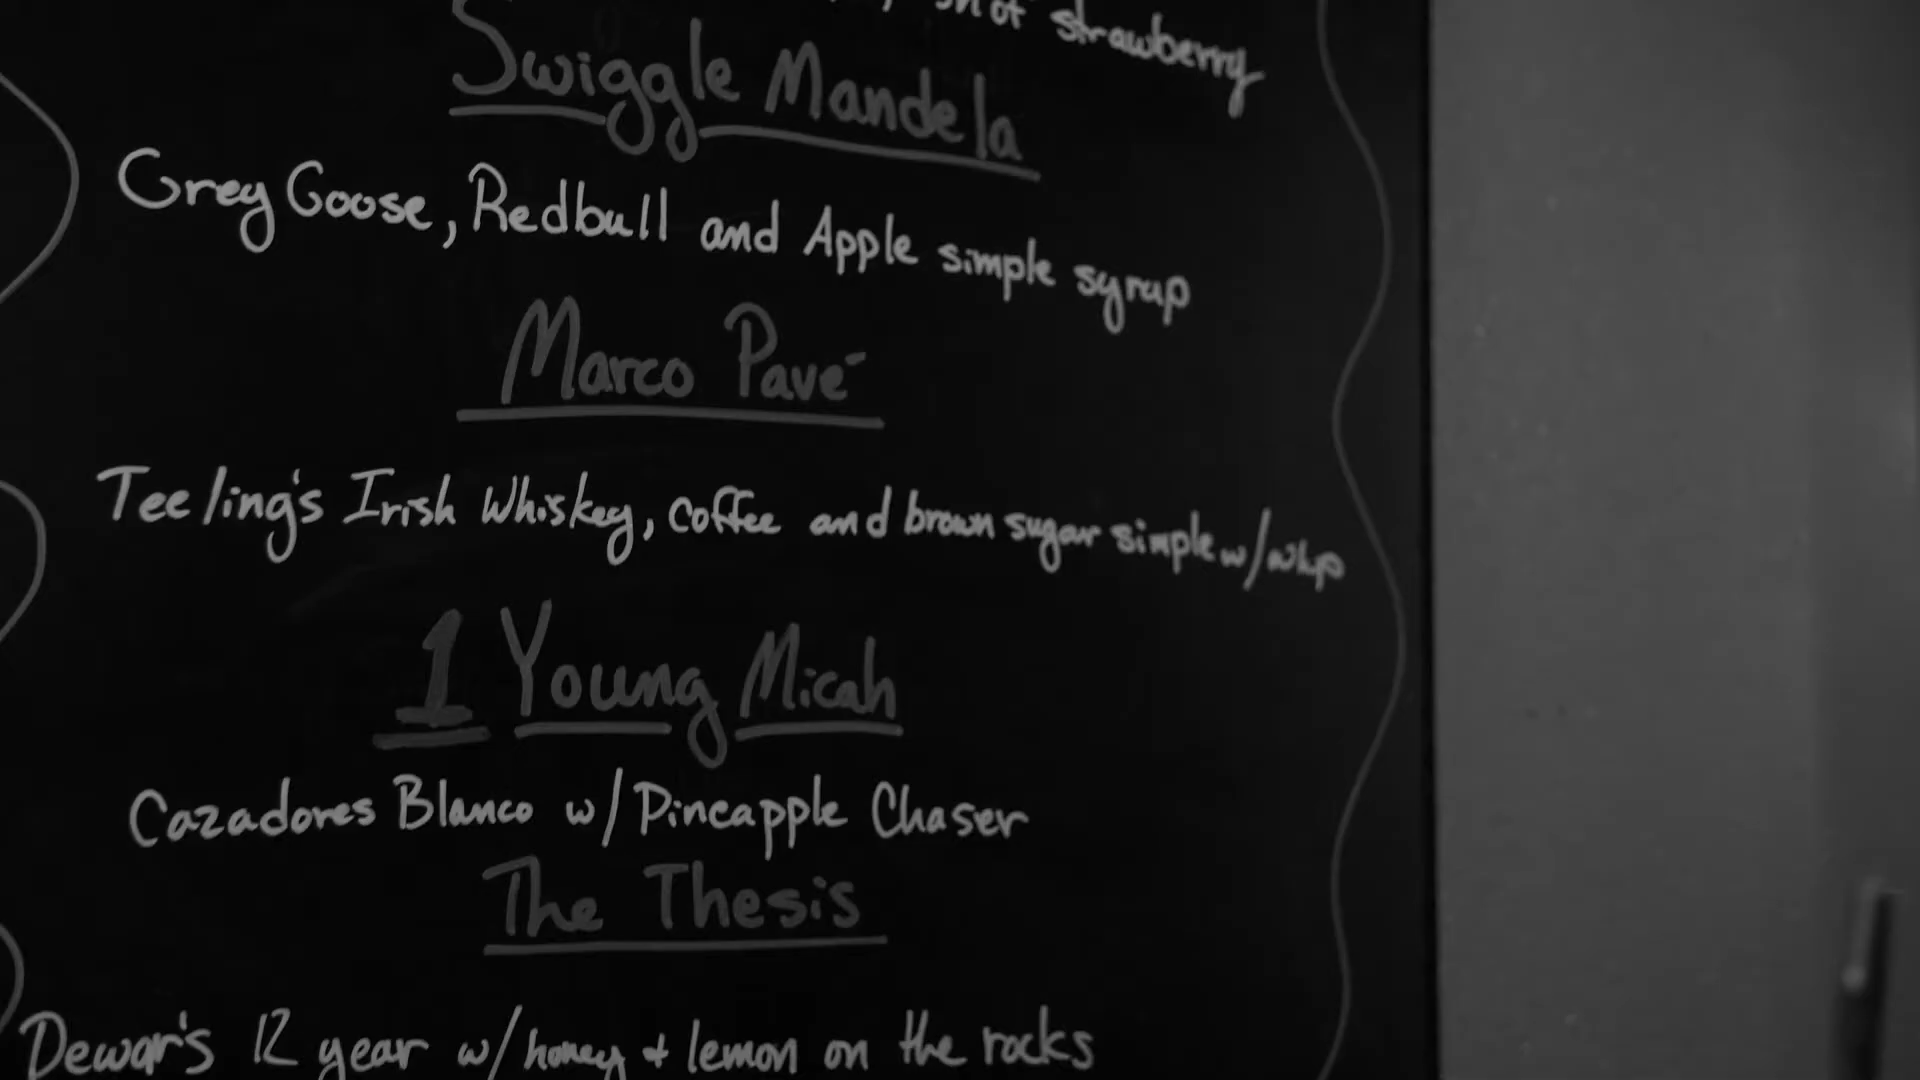 of strawberry
Swiggle Mandela
Grey Goose, Redbull and Apple simple syrup
Marco Pavé
Teeling's Irish Whiskey, coffee and brown sugar simple w/whip
1 Young Micah
Cazadores Blanco w/Pineapple Chaser
The Thesis
Dewar's 12 year w/honey + lemon on the rocks